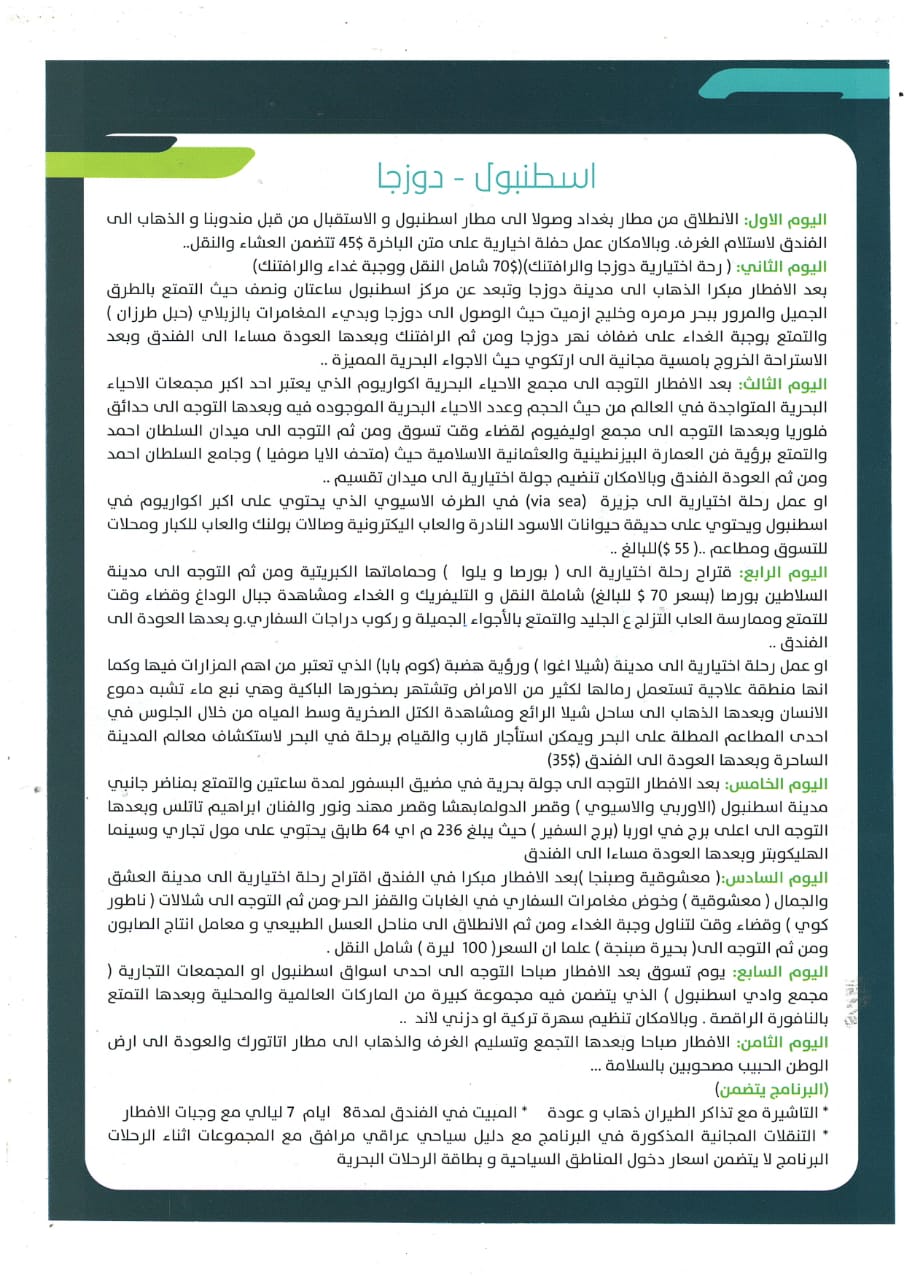 اسطنبول - دوزجا
اليوم الاول: الانطلاق من مطار بغداد وصولا الى مطار اسطنبول و الاستقبال من قبل مندوبنا و الذهاب الى
الفندق لاستلام الغرف. وبالامكان عمل حفلة اخيارية على متن الباخرة 45$ تتضمن العشاء والنقل..
اليوم الثاني: ( رحة اختيارية دوزجا والرافتنك)(70$ شامل النقل ووجبة غداء والرافتنك)
بعد الافطار مبكرا الذهاب الى مدينة دوزجا وتبعد عن مركز اسطنبول ساعتان ونصف حيث التمتع بالطرق
الجميل والمرور ببحر مرمره وخليج ازميت حيث الوصول الى دوزجا وبديء المغامرات بالزبلاي (حبل طرزان )
والتمتع بوجبة الغداء على ضفاف نهر دوزجا ومن ثم الرافتنك وبعدها العودة مساءا الى الفندق وبعد
الاستراحة الخروج بامسية مجانية الى ارتكوي حيث الاجواء البحرية المميزة ..
اليوم الثالث: بعد الافطار التوجه الى مجمع الاحياء البحرية اكواريوم الذي يعتبر احد اكبر مجمعات الاحياء
البحرية المتواجدة في العالم من حيث الحجم وعدد الاحياء البحرية الموجوده فيه وبعدها التوجه الى حدائق
فلوريا وبعدها التوجه الى مجمع اوليفيوم لقضاء وقت تسوق ومن ثم التوجه الى ميدان السلطان احمد
والتمتع برؤية فن العمارة البيزنطينية والعثمانية الاسلامية حيث (متحف الايا صوفيا ) وجامع السلطان احمد
ومن ثم العودة الفندق وبالامكان تنضيم جولة اختيارية الى ميدان تقسيم ..
او عمل رحلة اختيارية الى جزيرة (via sea) في الطرف الاسيوي الذي يحتوي على اكبر اكواريوم في
اسطنبول ويحتوي على حديقة حيوانات الاسود النادرة والعاب اليكترونية وصالات بولنك والعاب للكبار ومحلات
للتسوق ومطاعم ..( 55 $)للبالغ ..
اليوم الرابع: قتراح رحلة اختيارية الى ( بورصا و يلوا ) وحماماتها الكبريتية ومن ثم التوجه الى مدينة
السلاطين بورصا (بسعر 70 $ للبالغ) شاملة النقل و التليفريك و الغداء ومشاهدة جبال الوداغ وقضاء وقت
للتمتع وممارسة العاب التزلج ع الجليد والتمتع بالأجواء الجميلة و ركوب دراجات السفاري.و بعدها العودة الى
الفندق ..
او عمل رحلة اختيارية الى مدينة (شيلا اغوا ) ورؤية هضبة (كوم بابا) الذي تعتبر من اهم المزارات فيها وكما
انها منطقة علاجية تستعمل رمالها لكثير من الامراض وتشتهر بصخورها الباكية وهي نبع ماء تشبه دموع
الانسان وبعدها الذهاب الى ساحل شيلا الرائع ومشاهدة الكتل الصخرية وسط المياه من خلال الجلوس في
احدى المطاعم المطلة على البحر ويمكن استأجار قارب والقيام برحلة في البحر لاستكشاف معالم المدينة
الساحرة وبعدها العودة الى الفندق (35$)
اليوم الخامس: بعد الافطار التوجه الى جولة بحرية في مضيق البسفور لمدة ساعتين والتمتع بمناضر جانبي
مدينة اسطنبول (الاوربي والاسيوي ) وقصر الدولمابهشا وقصر مهند ونور والفنان ابراهيم تاتلس وبعدها
التوجه الى اعلى برج في اوربا (برج السفير ) حيث يبلغ 236 م اي 64 طابق يحتوي على مول تجاري وسينما
الهليكوبتر وبعدها العودة مساءا الى الفندق
اليوم السادس:( معشوقية وصبنجا )بعد الافطار مبكرا في الفندق اقتراح رحلة اختيارية الى مدينة العشق
والجمال ( معشوقية ) وخوض مغامرات السفاري في الغابات والقفز الحر ومن ثم التوجه الى شلالات ( ناطور
كوي ) وقضاء وقت لتناول وجبة الغداء ومن ثم الانطلاق الى مناحل العسل الطبيعي و معامل انتاج الصابون
ومن ثم التوجه الى( بحيرة صبنجة ) علما ان السعر( 100 ليرة ) شامل النقل .
اليوم السابع: يوم تسوق بعد الافطار صباحا التوجه الى احدى اسواق اسطنبول او المجمعات التجارية (
مجمع وادي اسطنبول ) الذي يتضمن فيه مجموعة كبيرة من الماركات العالمية والمحلية وبعدها التمتع
بالنافورة الراقصة . وبالامكان تنظيم سهرة تركية او دزني لاند ..
اليوم الثامن: الافطار صباحا وبعدها التجمع وتسليم الغرف والذهاب الى مطار اتاتورك والعودة الى ارض
الوطن الحبيب مصحوبين بالسلامة ...
(البرنامج يتضمن)
* التاشيرة مع تذاكر الطيران ذهاب و عودة * المبيت في الفندق لمدة8 ايام 7 ليالي مع وجبات الافطار
* التنقلات المجانية المذكورة في البرنامج مع دليل سياحي عراقي مرافق مع المجموعات اثناء الرحلات
البرنامج لا يتضمن اسعار دخول المناطق السياحية و بطاقة الرحلات البحرية